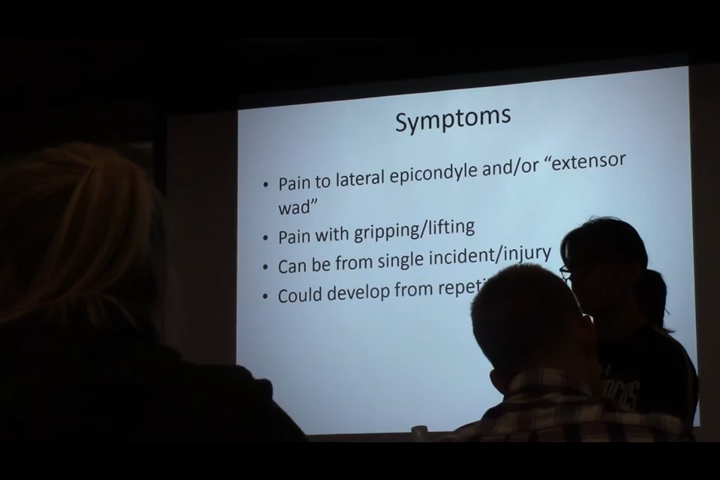 Symptoms
• Pain to lateral epicondyle and/or “extensor
wad”
• Pain with gripping/lifting
• Can be from single incident/injury
• Could develop from